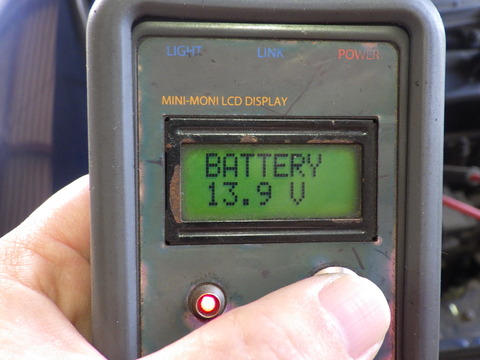 LIGHT LINK POWER
MINI-MONI LCD DISPLAY
BATTERY
13.9 V